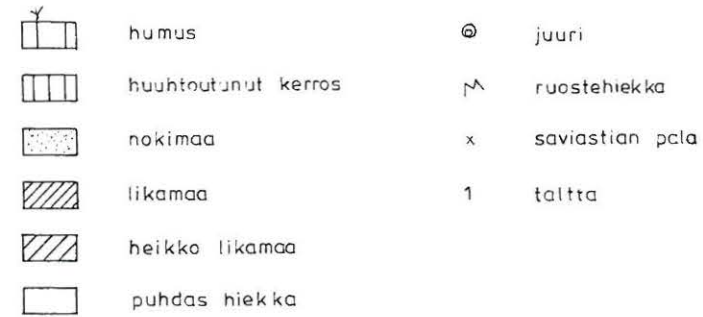 humus
huuhtoutunut kerros
nokimaa
likamaa
heikko likamaa
puhdas hiekka
juuri
ruostehiekka
x saviastian pala
1 taltta